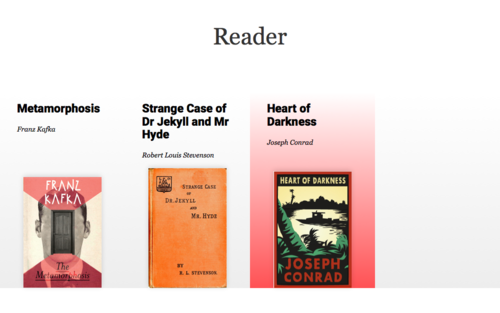 Reader
Metamorphosis
Franz Kafka
Strange Case of
Dr Jekyll and Mr
Hyde
Robert Louis Stevenson
Heart of
Darkness
Joseph Conrad
FRANZ
KAFKA
The
Metamorphosis
STRANGE CASE
OF
DR JEKYLL
AND
MR. HYDE
BY
R. L. STEVENSON
HEART OF DARKNESS
JOSEPH
CONRAD